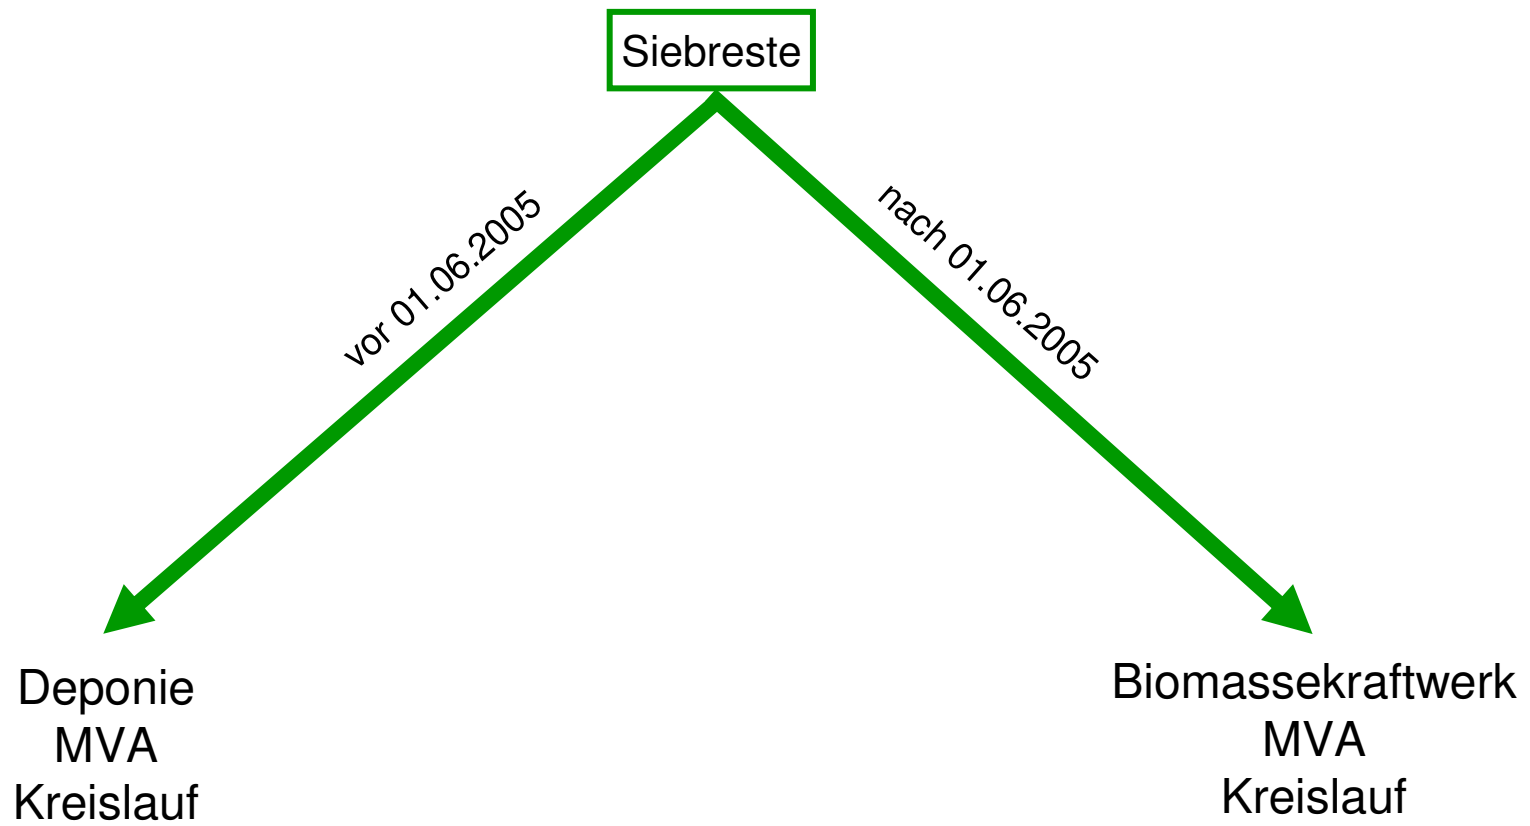 Siebreste
vor 01.06.2005
nach 01.06.2005
Deponie
MVA
Kreislauf
Biomassekraftwerk
MVA
Kreislauf